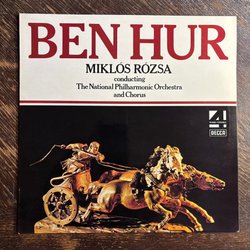 BEN HUR
MIKLÓS RÓZSA
conducting
The National Philharmonic Orchestra
and Chorus
4
DECCA